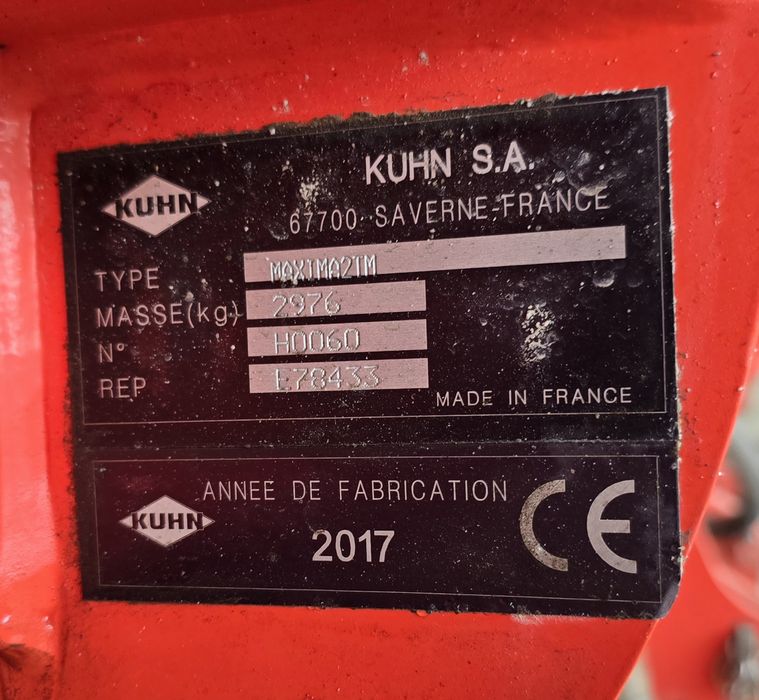 KUHN
KUHN S.A.
67700 SAVERNE-FRANCE
TYPE MAXIMA2TM
MASSE(kg) 2976
N° H0060
REP E78433
MADE IN FRANCE
KUHN
ANNEE DE FABRICATION
2017
CE